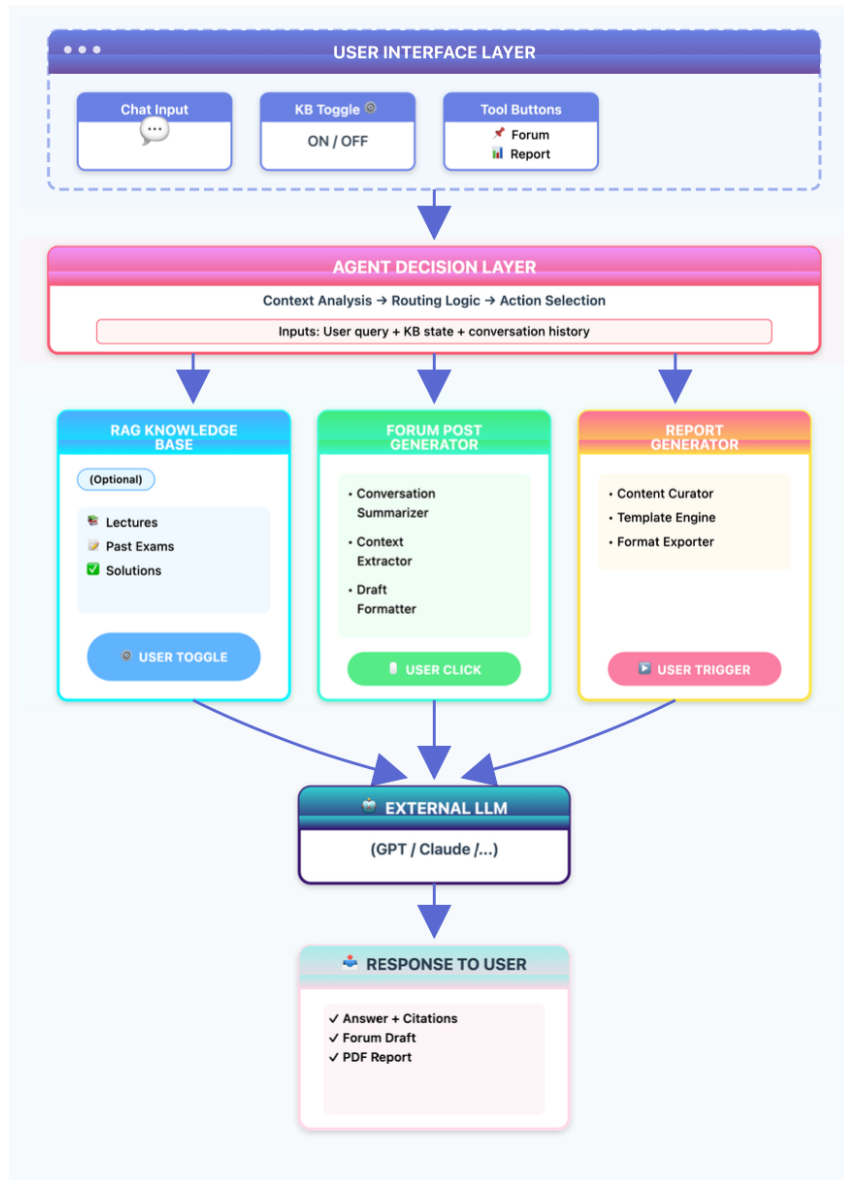 USER INTERFACE LAYER
Chat Input
KB Toggle
ON / OFF
Tool Buttons
Forum
Report
AGENT DECISION LAYER
Context Analysis → Routing Logic → Action Selection
Inputs: User query + KB state + conversation history
RAG KNOWLEDGE
BASE
(Optional)
Lectures
Past Exams
Solutions
USER TOGGLE
FORUM POST
GENERATOR
• Conversation
Summarizer
• Context
Extractor
• Draft
Formatter
USER CLICK
REPORT
GENERATOR
• Content Curator
• Template Engine
• Format Exporter
USER TRIGGER
EXTERNAL LLM
(GPT / Claude /...)
RESPONSE TO USER
✓ Answer + Citations
✓ Forum Draft
✓ PDF Report